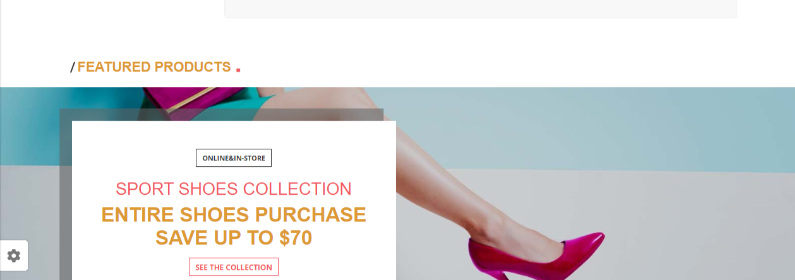 /FEATURED PRODUCTS.
ONLINE&IN-STORE
SPORT SHOES COLLECTION
ENTIRE SHOES PURCHASE
SAVE UP TO $70
SEE THE COLLECTION